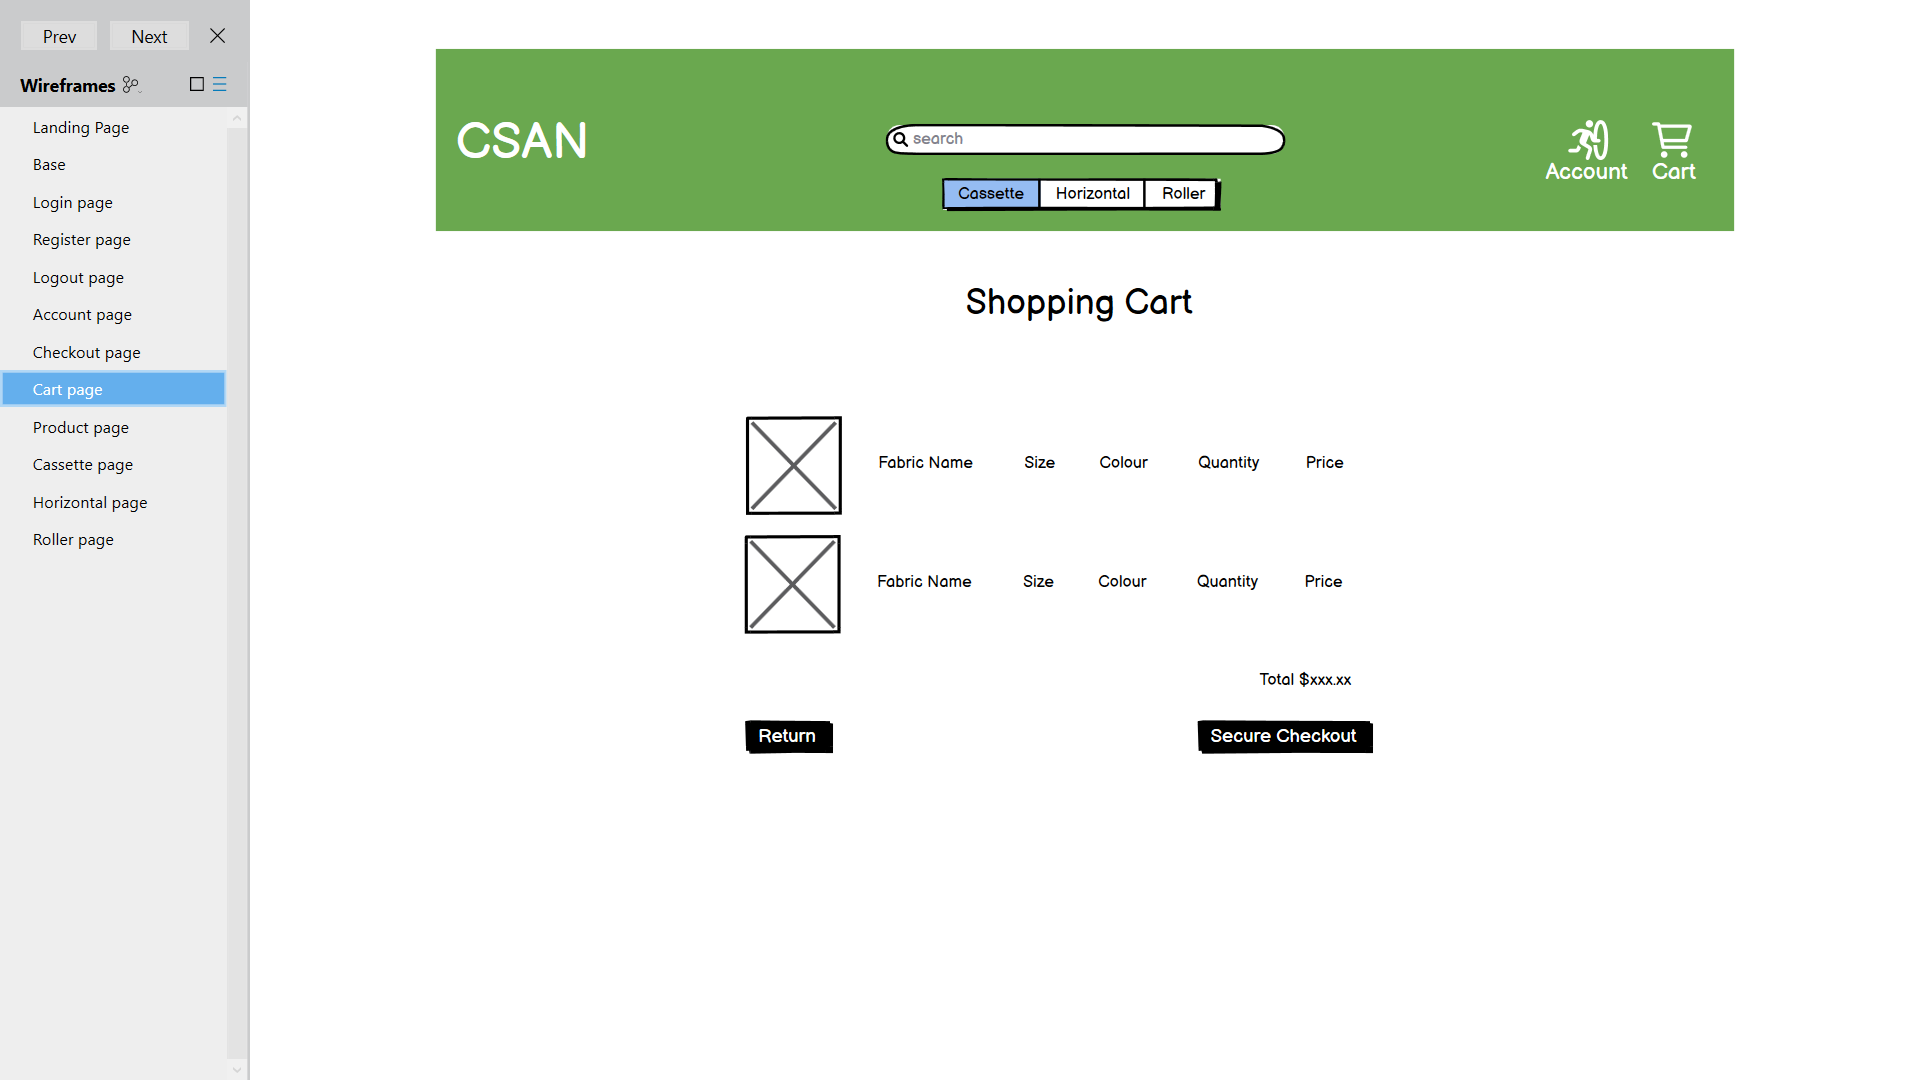 Prev Next
Wireframes
Landing Page
Base
Login page
Register page
Logout page
Account page
Checkout page
Cart page
Product page
Cassette page
Horizontal page
Roller page
CSAN
search
Cassette Horizontal Roller
Account Cart
Shopping Cart
Fabric Name Size Colour Quantity Price
Fabric Name Size Colour Quantity Price
Total $xxx.xx
Return Secure Checkout